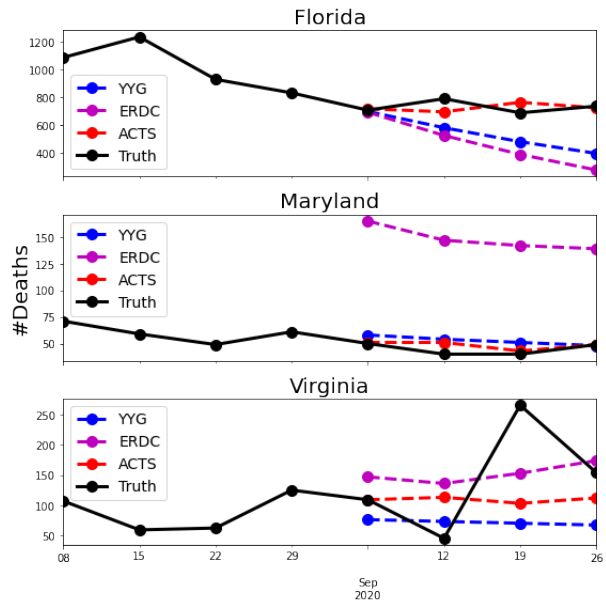 Florida
1200
1000
800
600
400
YYG
ERDC
ACTS
Truth
Maryland
150
125
100
75
50
YYG
ERDC
ACTS
Truth
#Deaths
Virginia
250
200
150
100
50
YYG
ERDC
ACTS
Truth
08 15 22 29 12 19 26
Sep
2020